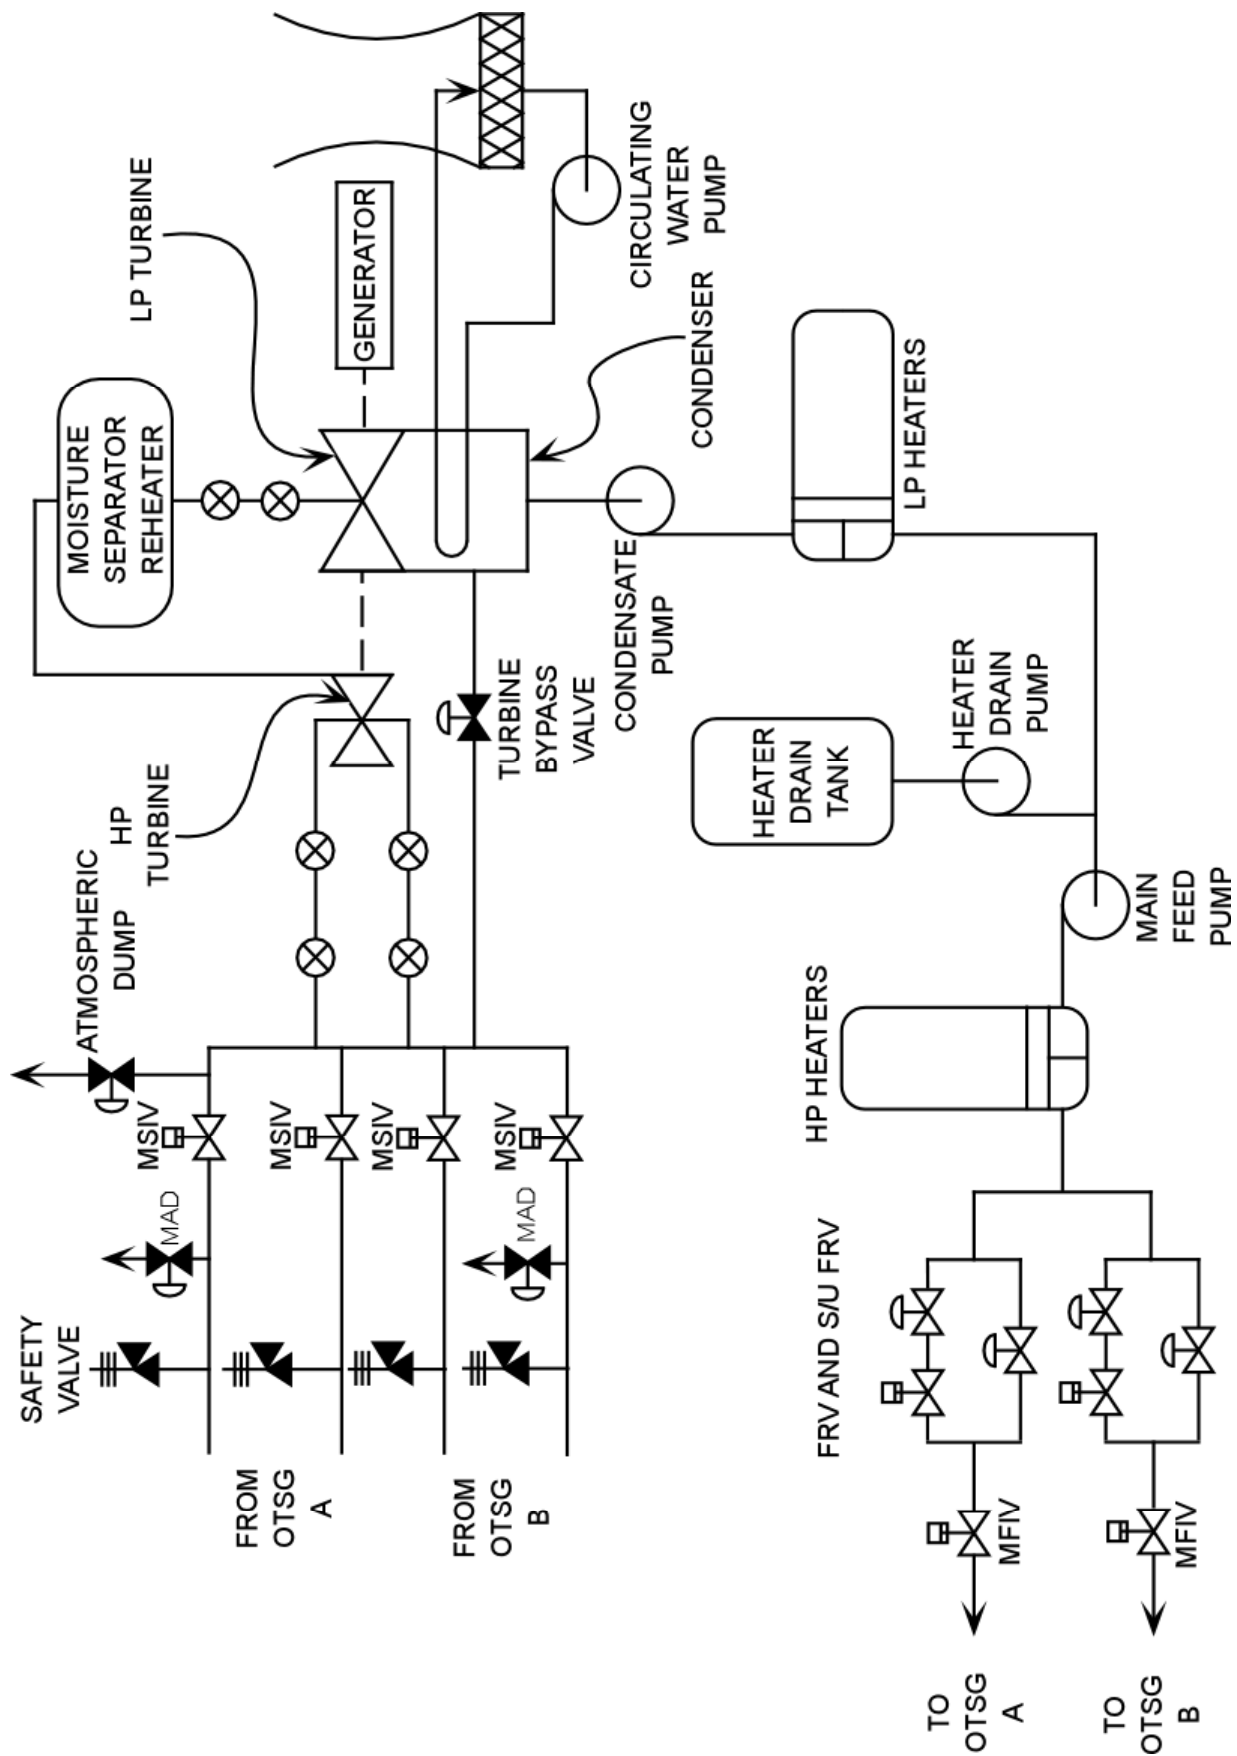 SAFETY
VALVE
MAD
MSIV
ATMOSPHERIC
DUMP
HP
TURBINE
MOISTURE
SEPARATOR
REHEATER
LP TURBINE
GENERATOR
FROM
OTSG
A
MSIV
MSIV
FROM
OTSG
B
MAD
MSIV
TURBINE
BYPASS
VALVE
CONDENSATE
PUMP
CONDENSER
CIRCULATING
WATER
PUMP
FRV AND S/U FRV
HP HEATERS
HEATER
DRAIN
TANK
HEATER
DRAIN
PUMP
LP HEATERS
TO
OTSG
A
MFIV
MAIN
FEED
PUMP
TO
OTSG
B
MFIV